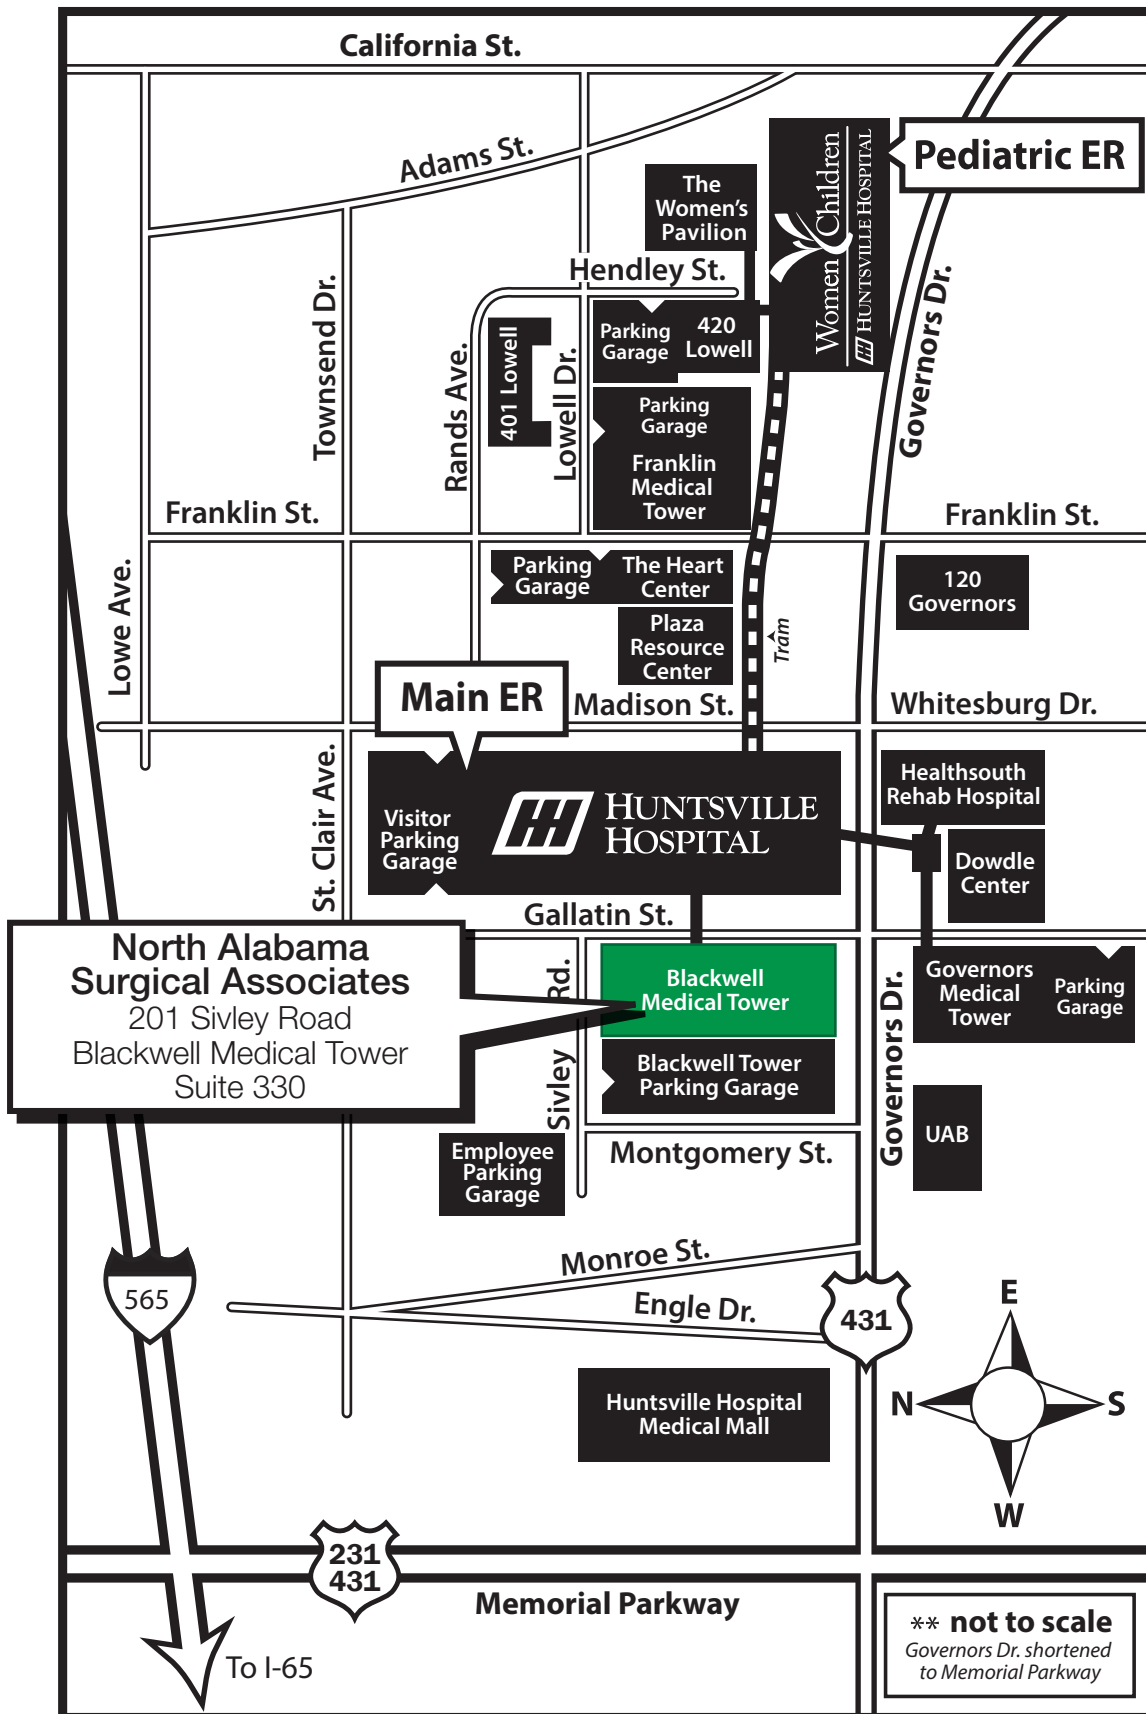 California St.
Adams St.
Pediatric ER
The
Women's
Pavilion
Women Children
HUNTSVILLE HOSPITAL
Hendley St.
Townsend Dr.
Rands Ave.
401 Lowell
Lowell Dr.
Parking
Garage
420
Lowell
Governors Dr.
Parking
Garage
Franklin
Medical
Tower
Franklin St.
Franklin St.
Lowe Ave.
Parking
Garage
The Heart
Center
120
Governors
Plaza
Resource
Center
Tram
Main ER
Madison St.
Whitesburg Dr.
St. Clair Ave.
Visitor
Parking
Garage
HUNTSVILLE
HOSPITAL
Healthsouth
Rehab Hospital
Dowdle
Center
Gallatin St.
North Alabama
Surgical Associates
201 Sivley Road
Blackwell Medical Tower
Suite 330
Sivley Rd.
Blackwell
Medical Tower
Governors Dr.
Governors
Medical
Tower
Parking
Garage
Blackwell Tower
Parking Garage
UAB
Employee
Parking
Garage
Montgomery St.
Monroe St.
Engle Dr.
565
431
E
N
S
W
Huntsville Hospital
Medical Mall
231
431
Memorial Parkway
To I-65
** not to scale
Governors Dr. shortened
to Memorial Parkway